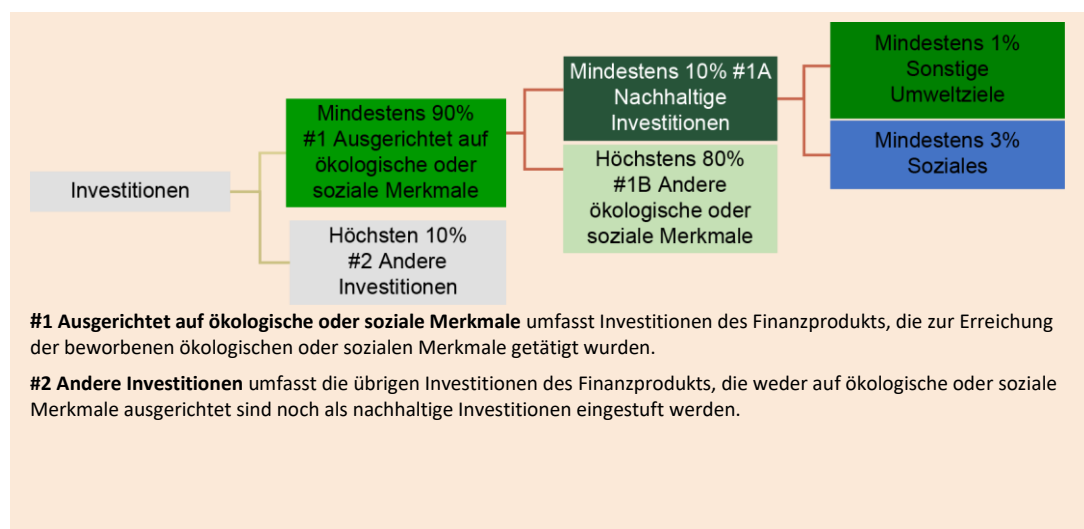 Investitionen
Mindestens 90%
#1 Ausgerichtet auf
ökologische oder
soziale Merkmale
Höchsten 10%
#2 Andere
Investitionen
Mindestens 10% #1A
Nachhaltige
Investitionen
Höchstens 80%
#1B Andere
ökologische oder
soziale Merkmale
Mindestens 1%
Sonstige
Umweltziele
Mindestens 3%
Soziales
#1 Ausgerichtet auf ökologische oder soziale Merkmale umfasst Investitionen des Finanzprodukts, die zur Erreichung
der beworbenen ökologischen oder sozialen Merkmale getätigt wurden.
#2 Andere Investitionen umfasst die übrigen Investitionen des Finanzprodukts, die weder auf ökologische oder soziale
Merkmale ausgerichtet sind noch als nachhaltige Investitionen eingestuft werden.